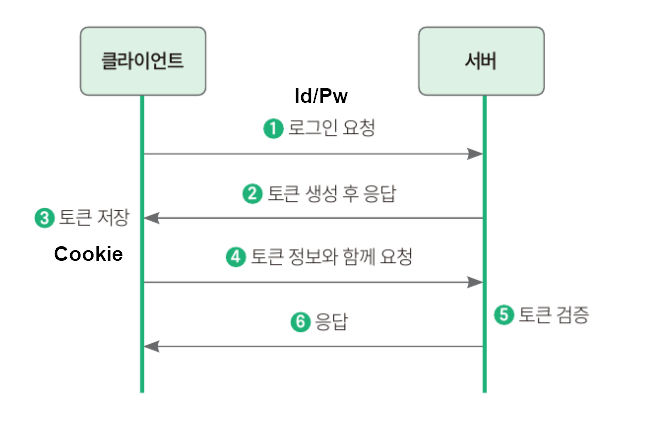 클라이언트
서버
Id/Pw
1 로그인 요청
2 토큰 생성 후 응답
3 토큰 저장
Cookie
4 토큰 정보와 함께 요청
5 토큰 검증
6 응답